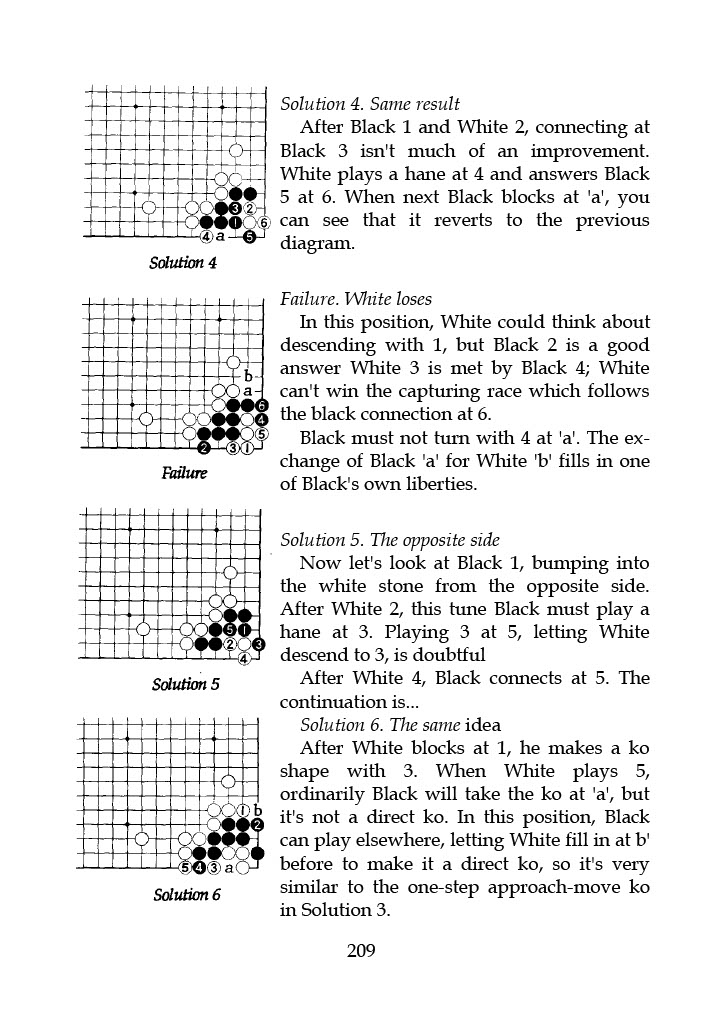 Solution 4. Same result
After Black 1 and White 2, connecting at
Black 3 isn't much of an improvement.
White plays a hane at 4 and answers Black
5 at 6. When next Black blocks at 'a', you
can see that it reverts to the previous
diagram.
3 2
1 6
4 a 5
Solution 4
Failure. White loses
In this position, White could think about
descending with 1, but Black 2 is a good
answer White 3 is met by Black 4; White
can't win the capturing race which follows
the black connection at 6.
Black must not turn with 4 at 'a'. The ex-
change of Black 'a' for White 'b' fills in one
of Black's own liberties.
b
a
6
4
5
2 3 1
Failure
Solution 5. The opposite side
Now let's look at Black 1, bumping into
the white stone from the opposite side.
After White 2, this tune Black must play a
hane at 3. Playing 3 at 5, letting White
descend to 3, is doubtful
After White 4, Black connects at 5. The
continuation is...
5 1
2 3
4
Solution 5
Solution 6. The same idea
After White blocks at 1, he makes a ko
shape with 3. When White plays 5,
ordinarily Black will take the ko at 'a', but
it's not a direct ko. In this position, Black
can play elsewhere, letting White fill in at b'
before to make it a direct ko, so it's very
similar to the one-step approach-move ko
in Solution 3.
1 b
2
5 4 3 a
Solution 6
209